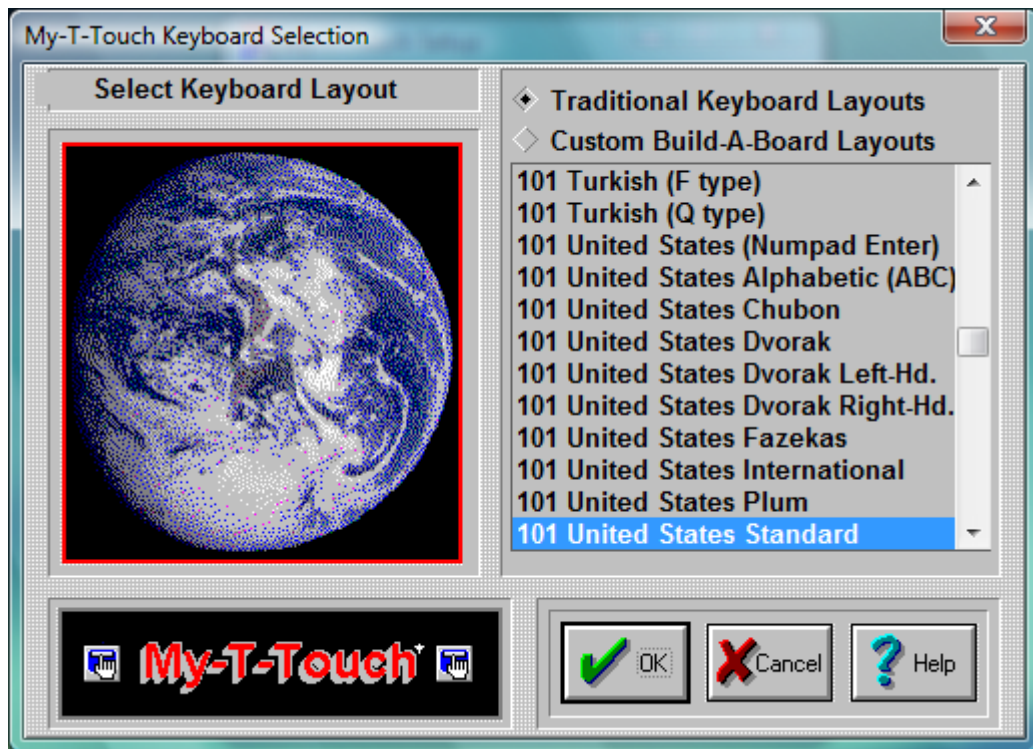 My-T-Touch Keyboard Selection
Select Keyboard Layout
Traditional Keyboard Layouts
Custom Build-A-Board Layouts
101 Turkish (F type)
101 Turkish (Q type)
101 United States (Numpad Enter)
101 United States Alphabetic (ABC)
101 United States Chubon
101 United States Dvorak
101 United States Dvorak Left-Hd.
101 United States Dvorak Right-Hd.
101 United States Fazekas
101 United States International
101 United States Plum
101 United States Standard
My-T-Touch
OK
Cancel
Help